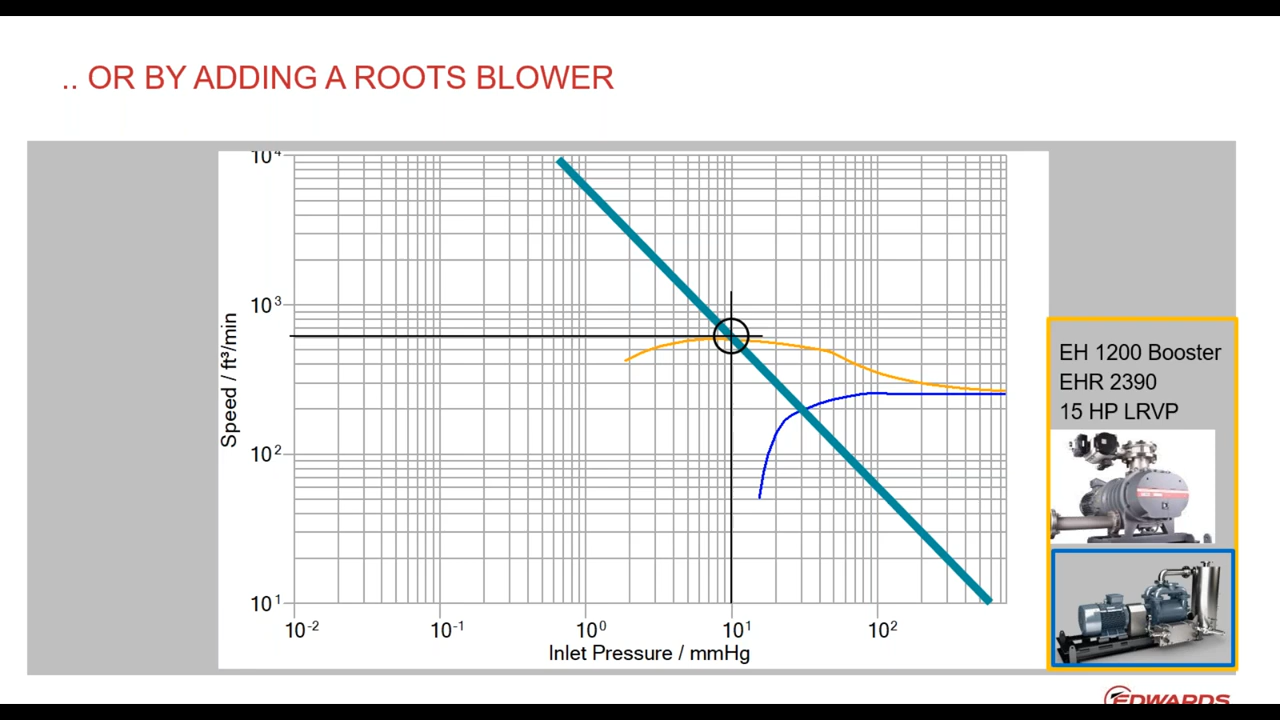 .. OR BY ADDING A ROOTS BLOWER
10⁴
10³
10²
10¹
Speed / ft³/min
10⁻²
10⁻¹
10⁰
10¹
10²
Inlet Pressure / mmHg
EH 1200 Booster
EHR 2390
15 HP LRVP
EDWARDS